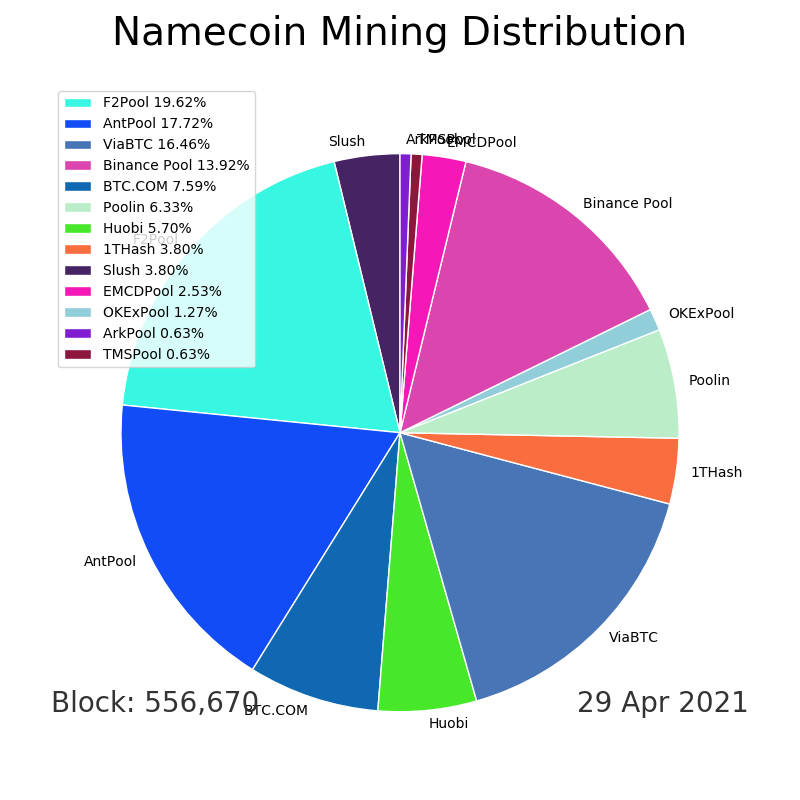 Namecoin Mining Distribution
F2Pool 19.62%
AntPool 17.72%
ViaBTC 16.46%
Binance Pool 13.92%
BTC.COM 7.59%
Poolin 6.33%
Huobi 5.70%
1THash 3.80%
Slush 3.80%
EMCDPool 2.53%
OKExPool 1.27%
ArkPool 0.63%
TMSPool 0.63%
Slush
ArkPool
TMSPool
EMCDPool
Binance Pool
F2Pool
OKExPool
Poolin
1THash
AntPool
ViaBTC
Block: 556,670
29 Apr 2021
BTC.COM
Huobi